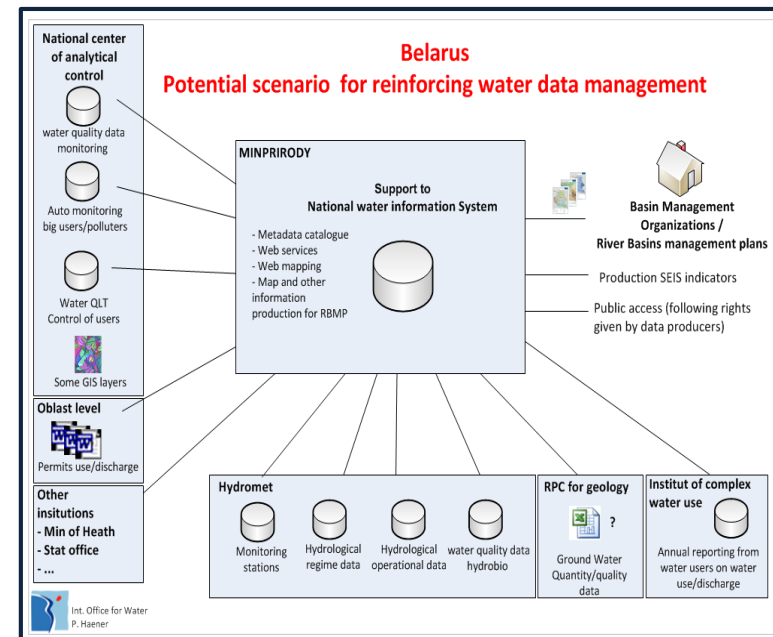 Belarus
Potential scenario for reinforcing water data management
National center
of analytical
control
water quality data
monitoring
Auto monitoring
big users/polluters
Water QLT
Control of users
Some GIS layers
Oblast level
W
W
W
Permits use/discharge
Other
insitutions
- Min of Heath
- Stat office
- ...
MINPRIRODY
Support to
National water information System
- Metadata catalogue
- Web services
- Web mapping
- Map and other
information
production for RBMP
Basin Management
Organizations /
River Basins management plans
Production SEIS indicators
Public access (following rights
given by data producers)
Hydromet
Monitoring
stations
Hydrological
regime data
Hydrological
operational data
water quality data
hydrobio
RPC for geology
X
?
Ground Water
Quantity/quality
data
Institut of complex
water use
Annual reporting from
water users on water
use/discharge
Int. Office for Water
P. Haener